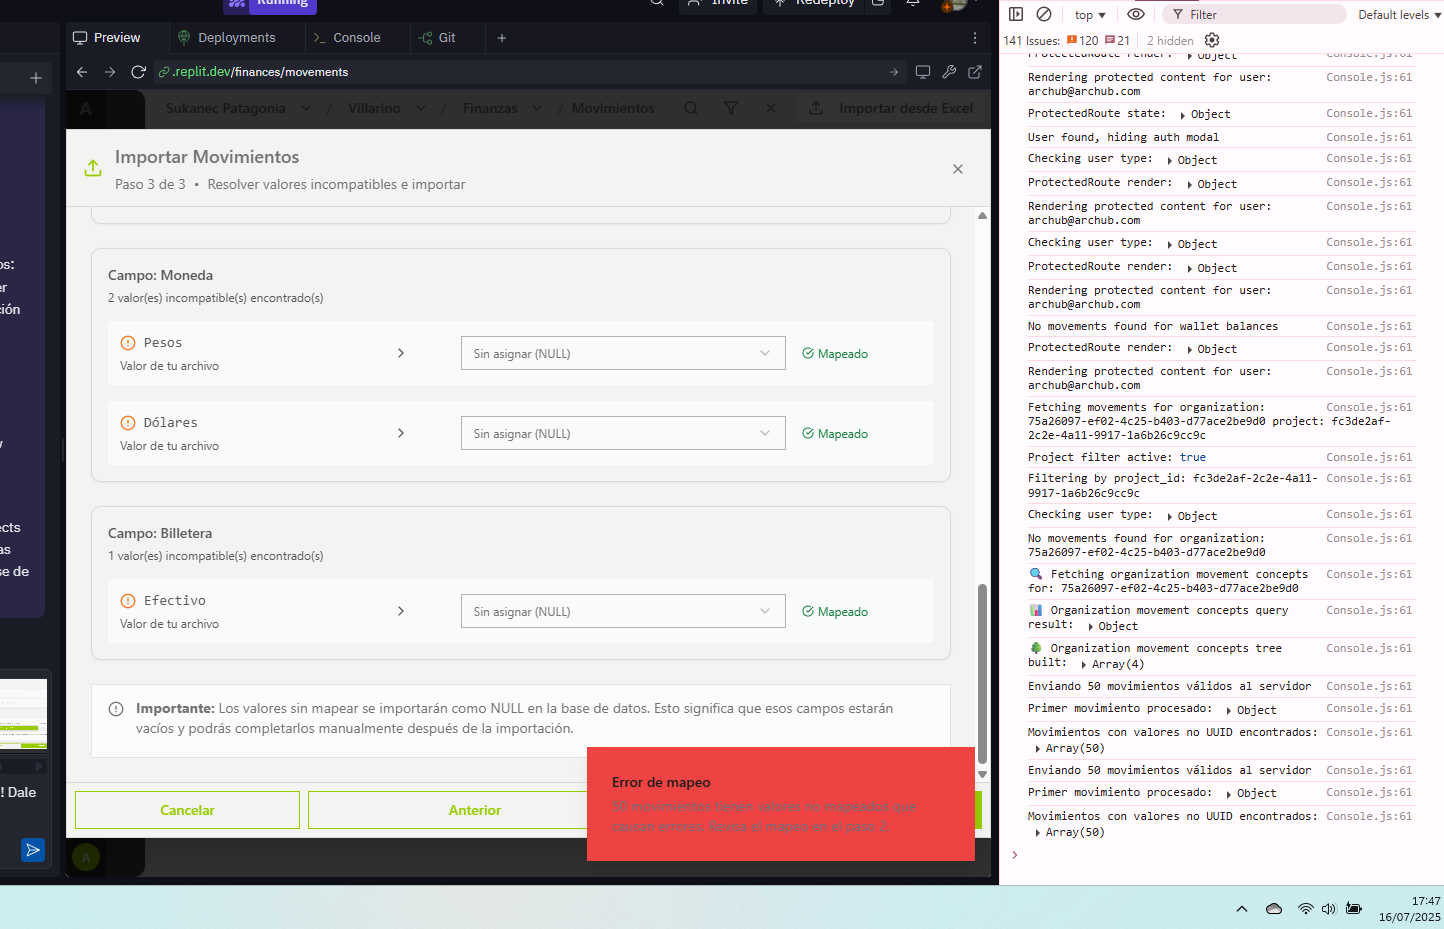 Running
Invite
Redeploy
Preview
Deployments
Console
Git
.replit.dev/finances/movements
A
Sukanec Patagonia
/
Villarino
/
Finanzas
/
Movimientos
Importar desde Excel
Importar Movimientos
Paso 3 de 3 • Resolver valores incompatibles e importar
Campo: Moneda
2 valor(es) incompatible(s) encontrado(s)
Pesos
Valor de tu archivo
Sin asignar (NULL)
Mapeado
Dólares
Valor de tu archivo
Sin asignar (NULL)
Mapeado
Campo: Billetera
1 valor(es) incompatible(s) encontrado(s)
Efectivo
Valor de tu archivo
Sin asignar (NULL)
Mapeado
Importante: Los valores sin mapear se importarán como NULL en la base de datos. Esto significa que esos campos estarán
vacíos y podrás completarlos manualmente después de la importación.
Error de mapeo
50 movimientos tienen valores no mapeados que
causan errores. Revisa el mapeo en el paso 2.
Cancelar
Anterior
A
os:
er
ción
ects
as
se de
! Dale
top
Filter
Default levels
141 Issues: 120 21
2 hidden
ProtectedRoute render: Object Console.js:61
Rendering protected content for user: Console.js:61
archub@archub.com
ProtectedRoute state: Object Console.js:61
User found, hiding auth modal Console.js:61
Checking user type: Object Console.js:61
ProtectedRoute render: Object Console.js:61
Rendering protected content for user: Console.js:61
archub@archub.com
Checking user type: Object Console.js:61
ProtectedRoute render: Object Console.js:61
Rendering protected content for user: Console.js:61
archub@archub.com
No movements found for wallet balances Console.js:61
ProtectedRoute render: Object Console.js:61
Rendering protected content for user: Console.js:61
archub@archub.com
Fetching movements for organization: Console.js:61
75a26097-ef02-4c25-b403-d77ace2be9d0 project: fc3de2af-
2c2e-4a11-9917-1a6b26c9cc9c
Project filter active: true Console.js:61
Filtering by project_id: fc3de2af-2c2e-4a11- Console.js:61
9917-1a6b26c9cc9c
Checking user type: Object Console.js:61
No movements found for organization: Console.js:61
75a26097-ef02-4c25-b403-d77ace2be9d0
Fetching organization movement concepts Console.js:61
for: 75a26097-ef02-4c25-b403-d77ace2be9d0
Organization movement concepts query Console.js:61
result: Object
Organization movement concepts tree Console.js:61
built: Array(4)
Enviando 50 movimientos válidos al servidor Console.js:61
Primer movimiento procesado: Object Console.js:61
Movimientos con valores no UUID encontrados: Console.js:61
Array(50)
Enviando 50 movimientos válidos al servidor Console.js:61
Primer movimiento procesado: Object Console.js:61
Movimientos con valores no UUID encontrados: Console.js:61
Array(50)
17:47
16/07/2025